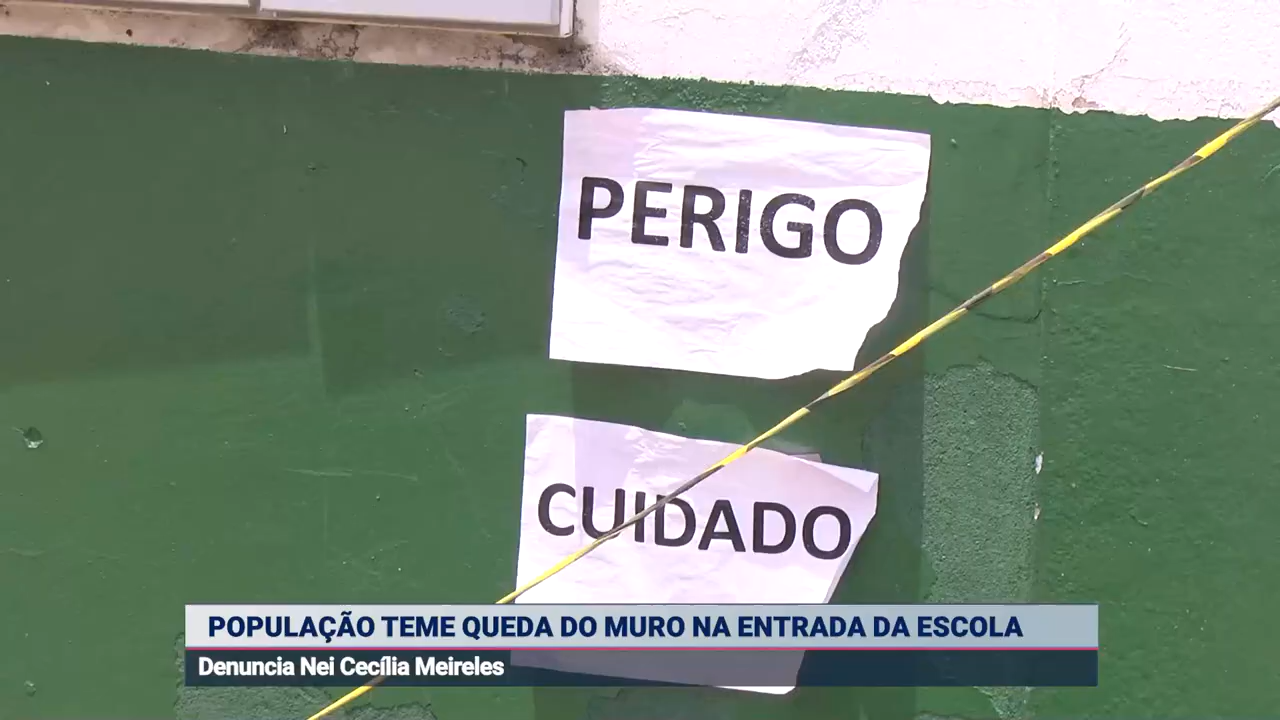 PERIGO
CUIDADO
POPULAÇÃO TEME QUEDA DO MURO NA ENTRADA DA ESCOLA
Denuncia Nei Cecília Meireles